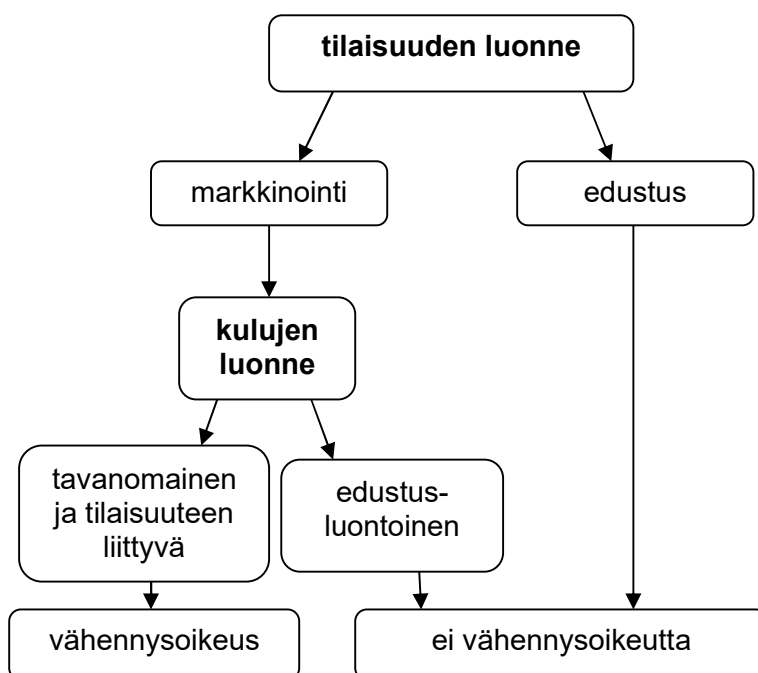 tilaisuuden luonne
markkinointi
edustus
kulujen
luonne
tavanomainen
ja tilaisuuteen
liittyvä
edustus-
luontoinen
vähennysoikeus
ei vähennysoikeutta